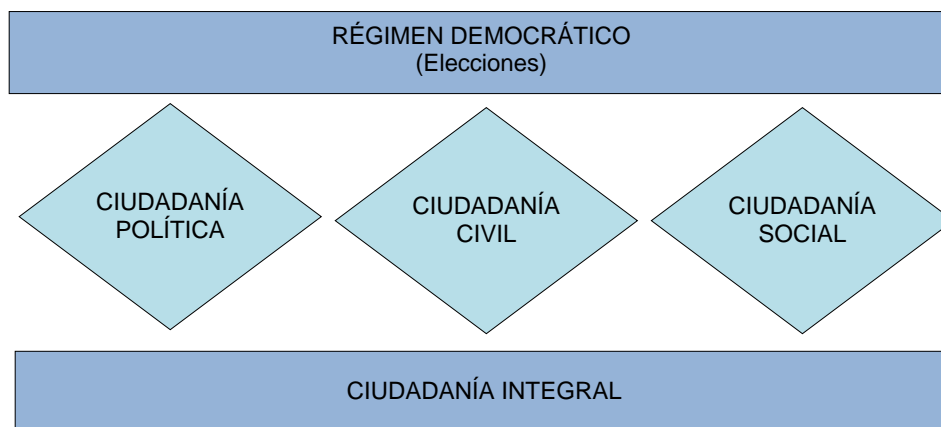 RÉGIMEN DEMOCRÁTICO
(Elecciones)
CIUDADANÍA
POLÍTICA
CIUDADANÍA
CIVIL
CIUDADANÍA
SOCIAL
CIUDADANÍA INTEGRAL